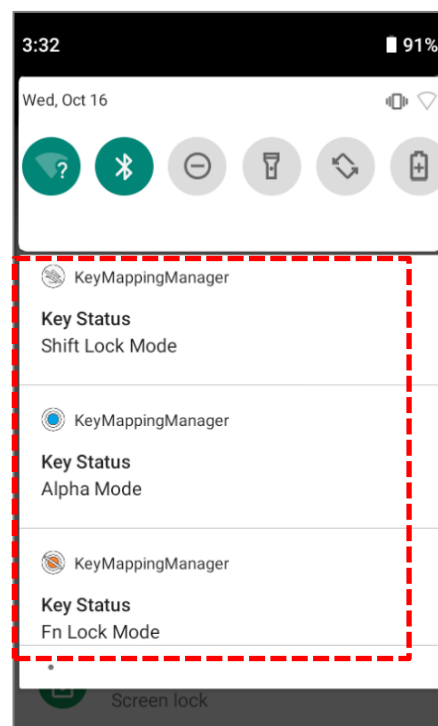 3:32 91%
Wed, Oct 16
?
KeyMappingManager
Key Status
Shift Lock Mode
KeyMappingManager
Key Status
Alpha Mode
KeyMappingManager
Key Status
Fn Lock Mode
Screen lock